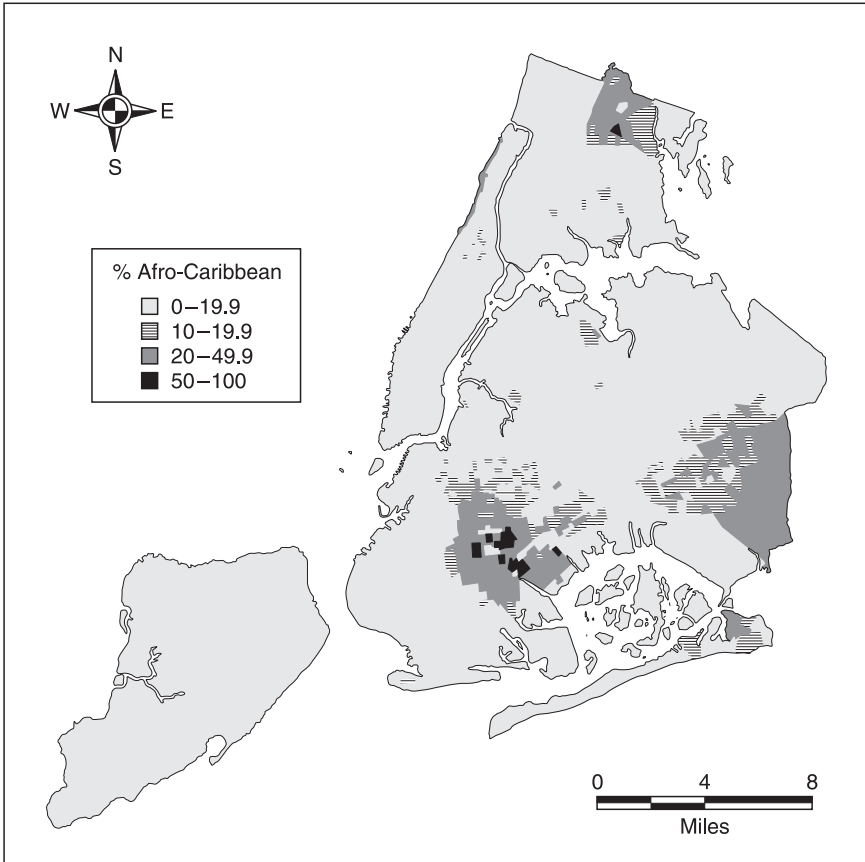 N
W E
S
% Afro-Caribbean
0–19.9
10–19.9
20–49.9
50–100
0 4 8
Miles